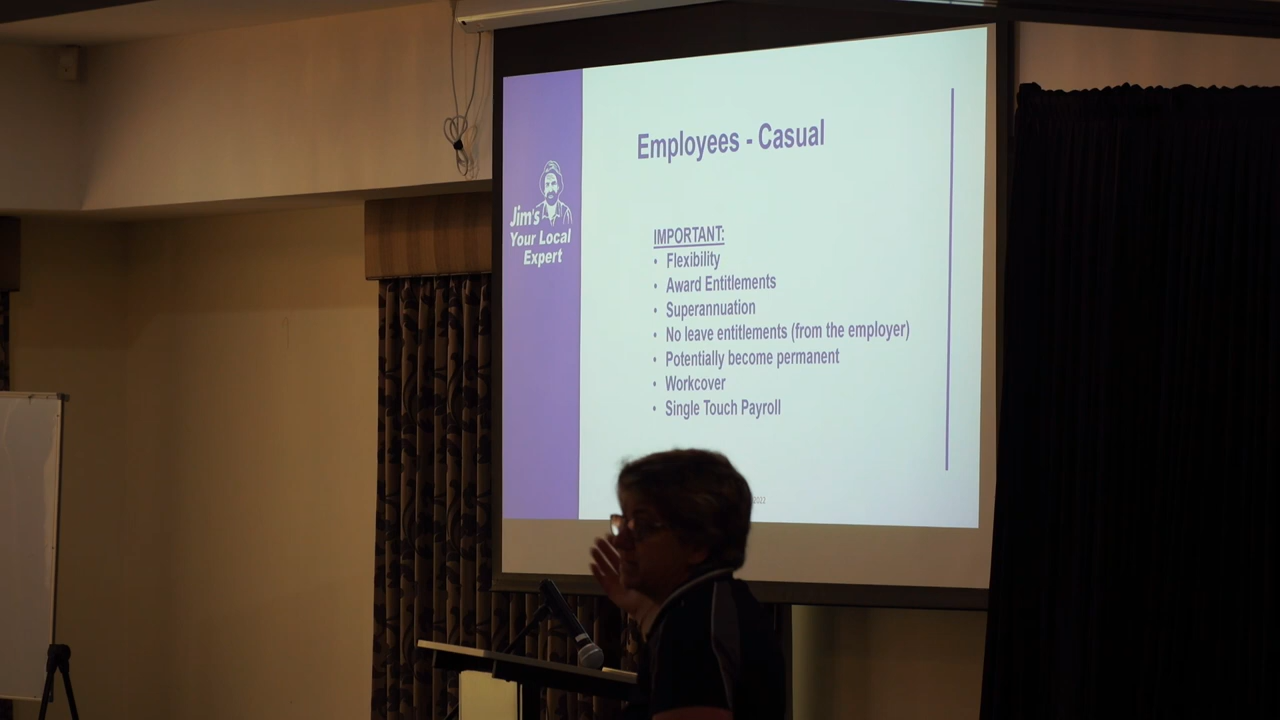 Jim's
Your Local
Expert
Employees - Casual
IMPORTANT:
• Flexibility
• Award Entitlements
• Superannuation
• No leave entitlements (from the employer)
• Potentially become permanent
• Workcover
• Single Touch Payroll
2022